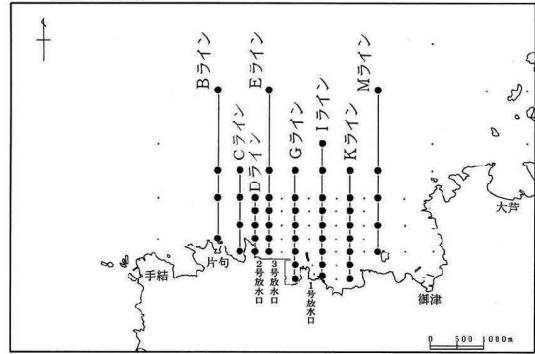 Bライン
Cライン
Dライン
Eライン
Gライン
Iライン
Kライン
Mライン
大芦
手結
片句
2号放水口
3号放水口
1号放水口
御津
0 500 1000m